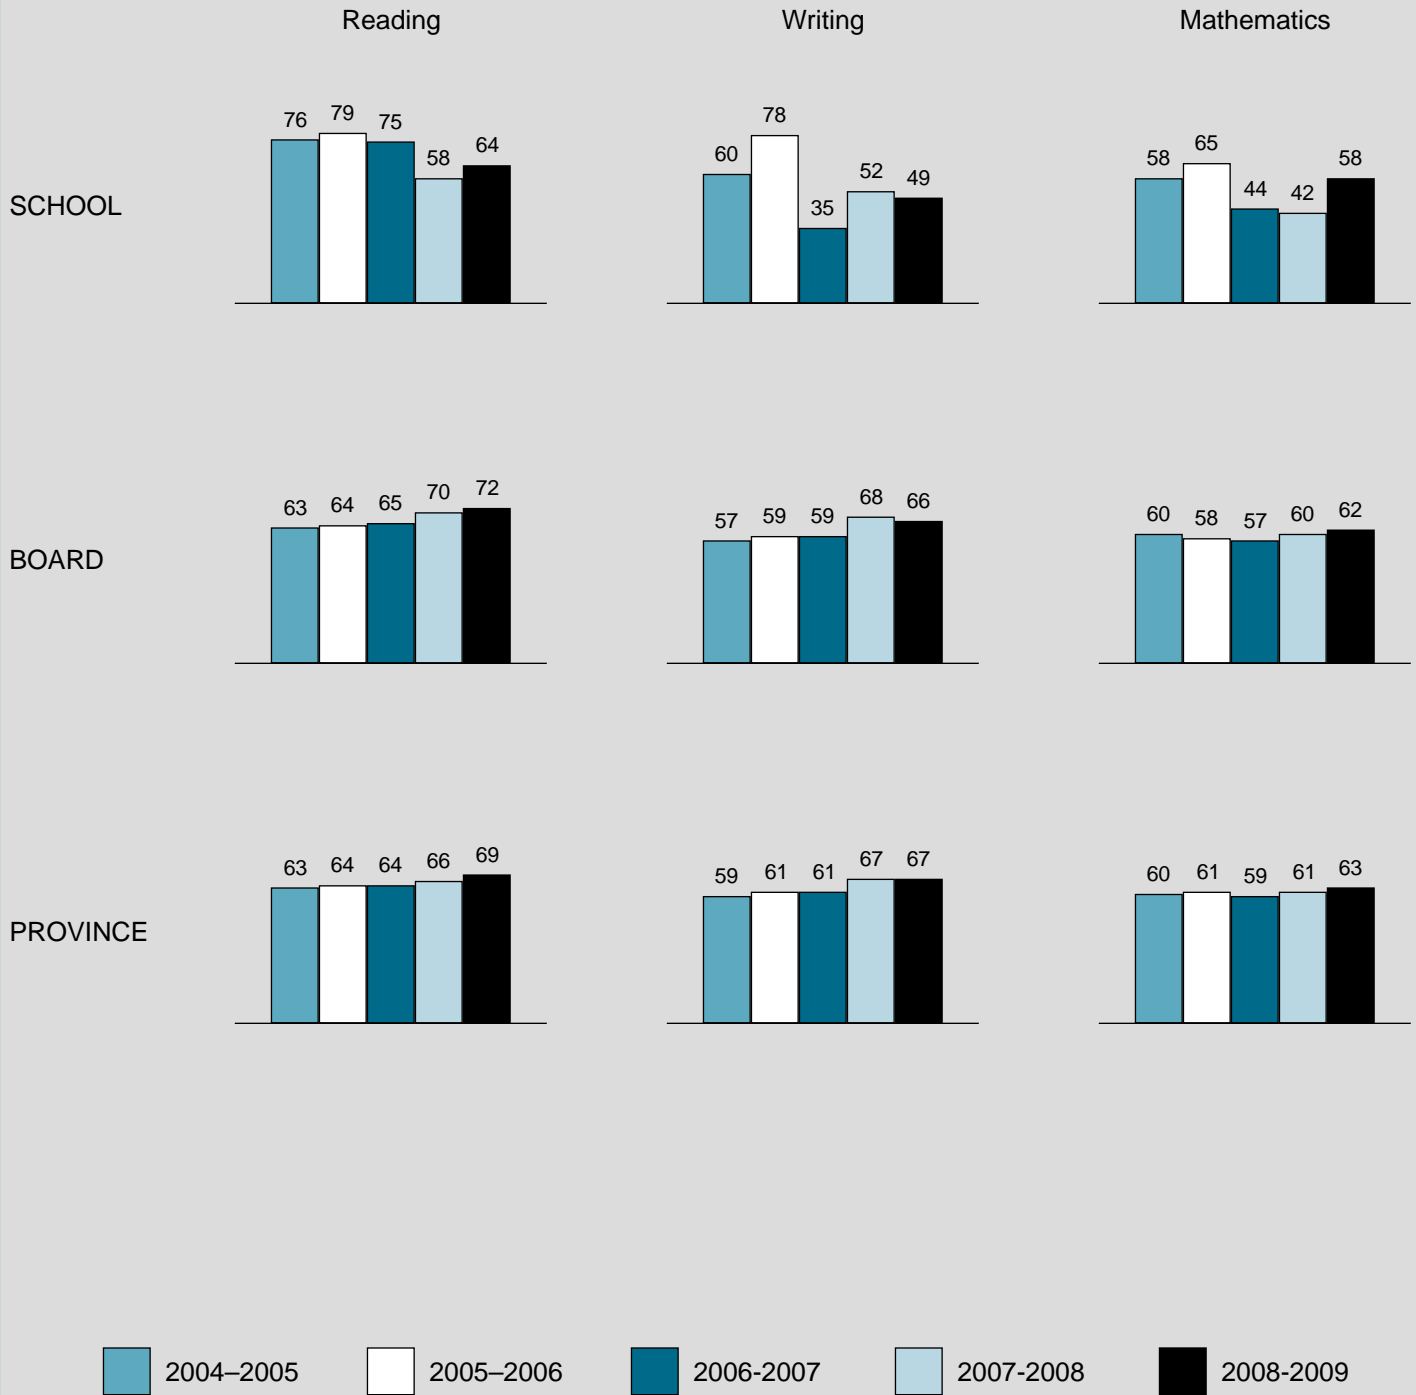 Reading Writing Mathematics
76 79 75 58 64 60 78 35 52 49 58 65 44 42 58
SCHOOL
63 64 65 70 72 57 59 59 68 66 60 58 57 60 62
BOARD
63 64 64 66 69 59 61 61 67 67 60 61 59 61 63
PROVINCE
2004–2005 2005–2006 2006-2007 2007-2008 2008-2009